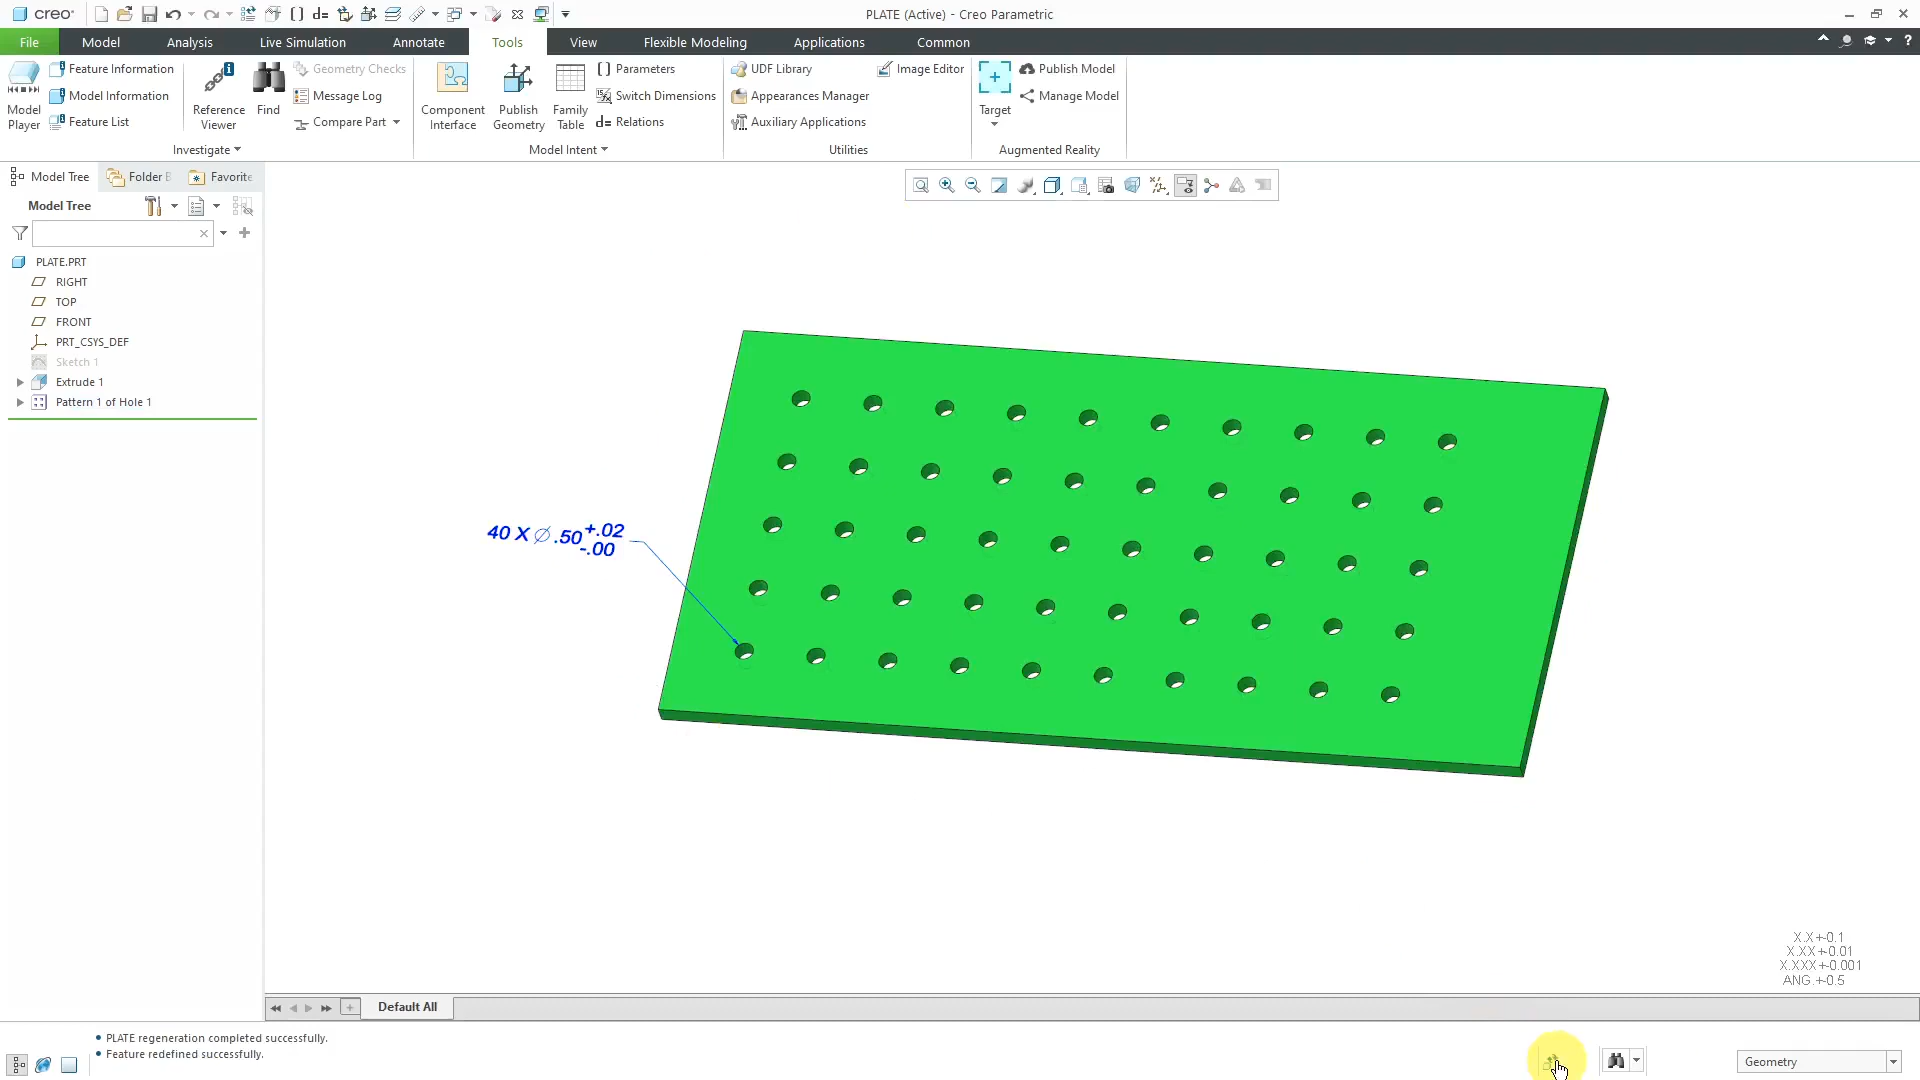 creo
PLATE (Active) - Creo Parametric
File
Model
Analysis
Live Simulation
Annotate
Tools
View
Flexible Modeling
Applications
Common
Model Player
Feature Information
Model Information
Feature List
Reference Viewer
Find
Geometry Checks
Message Log
Compare Part
Investigate
Component Interface
Publish Geometry
Family Table
Parameters
Switch Dimensions
d= Relations
Model Intent
UDF Library
Appearances Manager
Auxiliary Applications
Image Editor
Utilities
Target
Publish Model
Manage Model
Augmented Reality
Model Tree
Folder B
Favorite
Model Tree
PLATE.PRT
RIGHT
TOP
FRONT
PRT_CSYS_DEF
Sketch 1
Extrude 1
Pattern 1 of Hole 1
40 X ∅ .50 +.02
-.00
X.X+-0.1
X.XX+-0.01
X.XXX+-0.001
ANG.+-0.5
Default All
• PLATE regeneration completed successfully.
• Feature redefined successfully.
Geometry